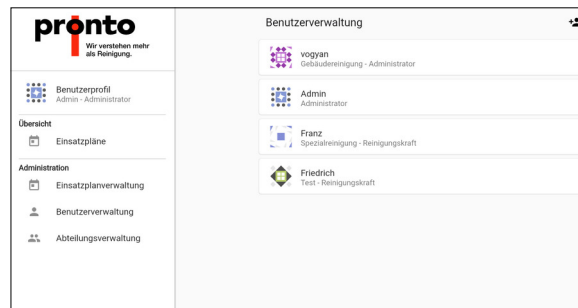 pronto
Wir verstehen mehr
als Reinigung.
Benutzerprofil
Admin - Administrator
Übersicht
Einsatzpläne
Administration
Einsatzplanverwaltung
Benutzerverwaltung
Abteilungsverwaltung
Benutzerverwaltung
vogyan
Gebäudereinigung - Administrator
Admin
Administrator
Franz
Spezialreinigung - Reinigungskraft
Friedrich
Test - Reinigungskraft